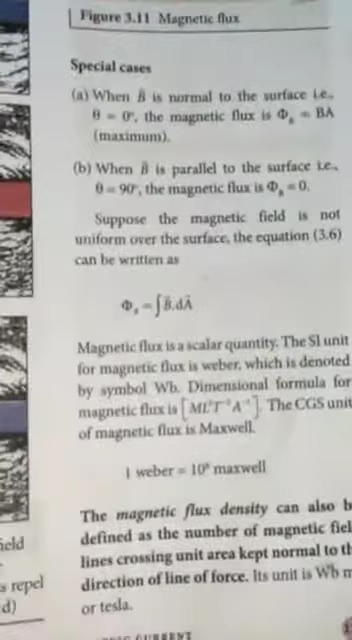 Figure 3.11 Magnetic flux
Special cases
(a) When B⃗ is normal to the surface i.e.,
θ = 0°, the magnetic flux is Φ_B = BA
(maximum).
(b) When B⃗ is parallel to the surface i.e.,
θ = 90°, the magnetic flux is Φ_B = 0.
Suppose the magnetic field is not
uniform over the surface, the equation (3.6)
can be written as
Φ_B = ∫B⃗.dA⃗
Magnetic flux is a scalar quantity. The SI unit
for magnetic flux is weber, which is denoted
by symbol Wb. Dimensional formula for
magnetic flux is [ML²T⁻²A⁻¹]. The CGS unit
of magnetic flux is Maxwell.
1 weber = 10⁸ maxwell
The magnetic flux density can also b
defined as the number of magnetic fiel
lines crossing unit area kept normal to th
direction of line of force. Its unit is Wb m
or tesla.
ield
s repel
d)
CURRENT